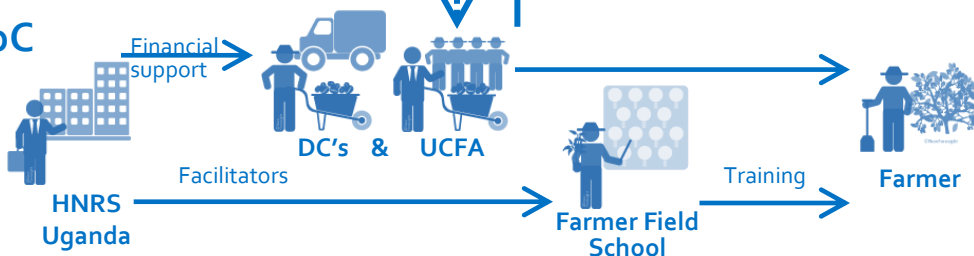 Financial
support
DC's & UCFA
Facilitators
Training
HNRS
Uganda
Farmer Field
School
Farmer